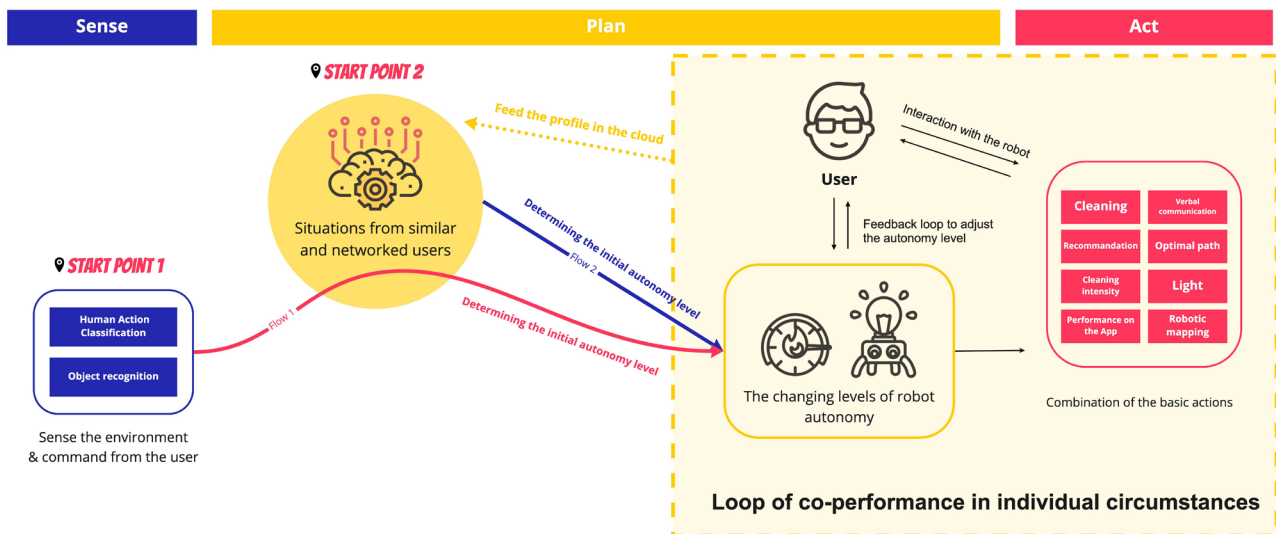 Sense
Plan
Act
START POINT 2
Feed the profile in the cloud
Situations from similar
and networked users
START POINT 1
Human Action
Classification
Object recognition
Sense the environment
& command from the user
Flow 1
Determining the initial autonomy level
Flow 2
Determining the initial autonomy level
User
Interaction with the robot
Feedback loop to adjust
the autonomy level
The changing levels of robot
autonomy
Cleaning
Verbal
communication
Recommandation
Optimal path
Cleaning
intensity
Light
Performance on
the App
Robotic
mapping
Combination of the basic actions
Loop of co-performance in individual circumstances